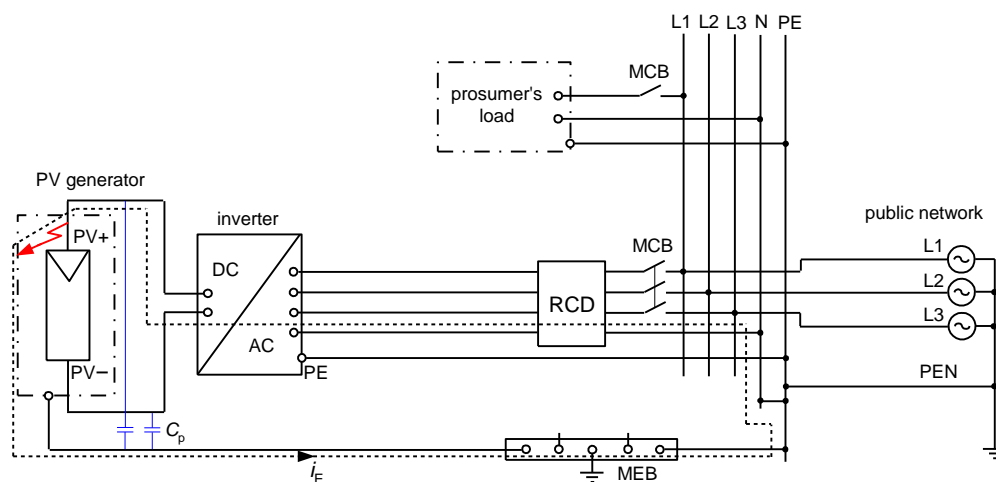 L1 L2 L3 N PE
MCB
prosumer's
load
PV generator
inverter
public network
PV+
DC
MCB
L1
L2
RCD
L3
AC
PE
PV−
PEN
Cp
iF
MEB